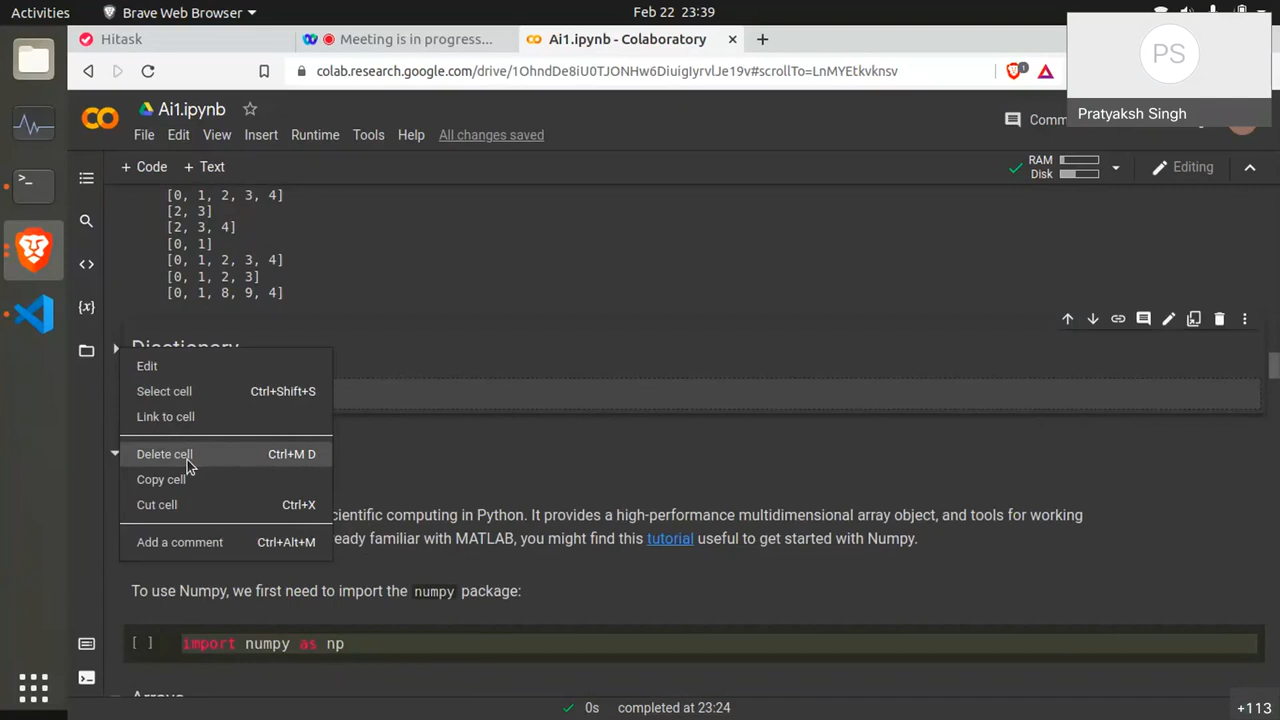 Activities
Brave Web Browser
Feb 22 23:39
Hitask
Meeting is in progress...
Ai1.ipynb - Colaboratory
colab.research.google.com/drive/1OhndDe8iU0TJONHw6DiuigIyrvlJe19v#scrollTo=LnMYEtkvknsv
1
PS
Pratyaksh Singh
Ai1.ipynb
File Edit View Insert Runtime Tools Help All changes saved
+ Code + Text
RAM
Disk
Editing
[0, 1, 2, 3, 4]
[2, 3]
[2, 3, 4]
[0, 1]
[0, 1, 2, 3, 4]
[0, 1, 2, 3]
[0, 1, 8, 9, 4]
Edit
Select cell Ctrl+Shift+S
Link to cell
Delete cell Ctrl+M D
Copy cell
Cut cell Ctrl+X
Add a comment Ctrl+Alt+M
cientific computing in Python. It provides a high-performance multidimensional array object, and tools for working
ady familiar with MATLAB, you might find this tutorial useful to get started with Numpy.
To use Numpy, we first need to import the numpy package:
[ ] import numpy as np
Arrays
0s completed at 23:24
+113